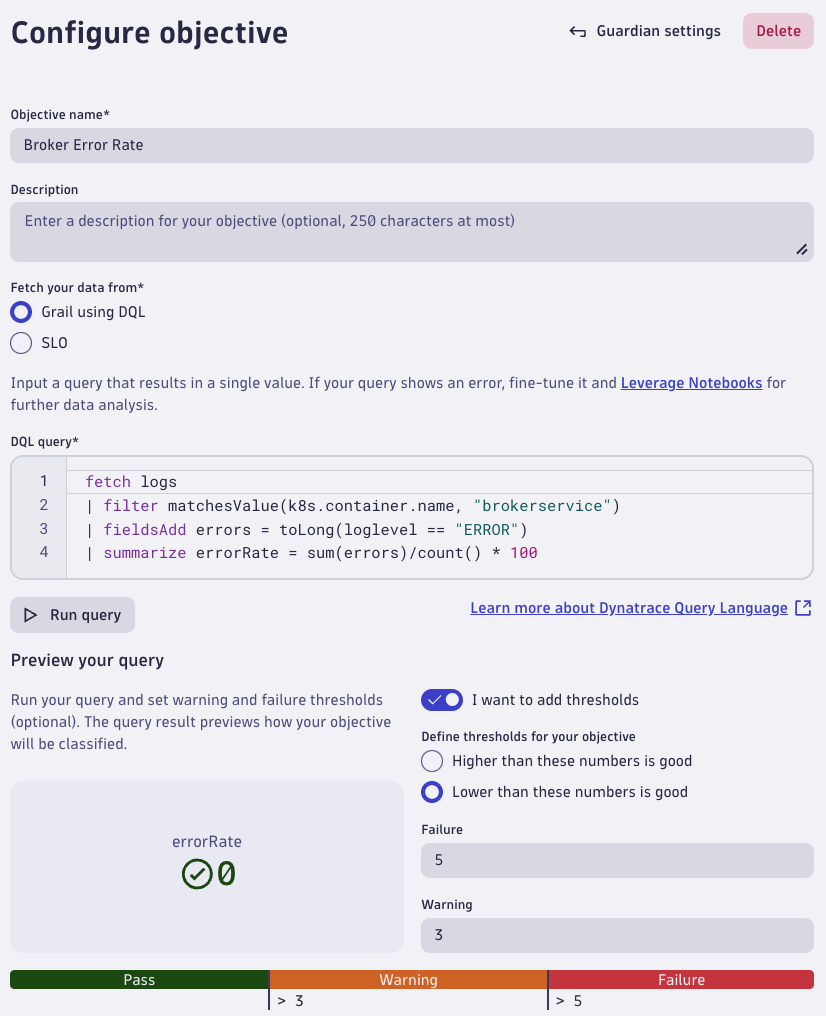 Configure objective
Guardian settings
Delete
Objective name*
Broker Error Rate
Description
Enter a description for your objective (optional, 250 characters at most)
Fetch your data from*
Grail using DQL
SLO
Input a query that results in a single value. If your query shows an error, fine-tune it and Leverage Notebooks for
further data analysis.
DQL query*
1 fetch logs
2 | filter matchesValue(k8s.container.name, "brokerservice")
3 | fieldsAdd errors = toLong(loglevel == "ERROR")
4 | summarize errorRate = sum(errors)/count() * 100
Run query
Learn more about Dynatrace Query Language
Preview your query
Run your query and set warning and failure thresholds
(optional). The query result previews how your objective
will be classified.
I want to add thresholds
Define thresholds for your objective
Higher than these numbers is good
Lower than these numbers is good
Failure
5
Warning
3
errorRate
0
Pass
Warning
Failure
> 3
> 5